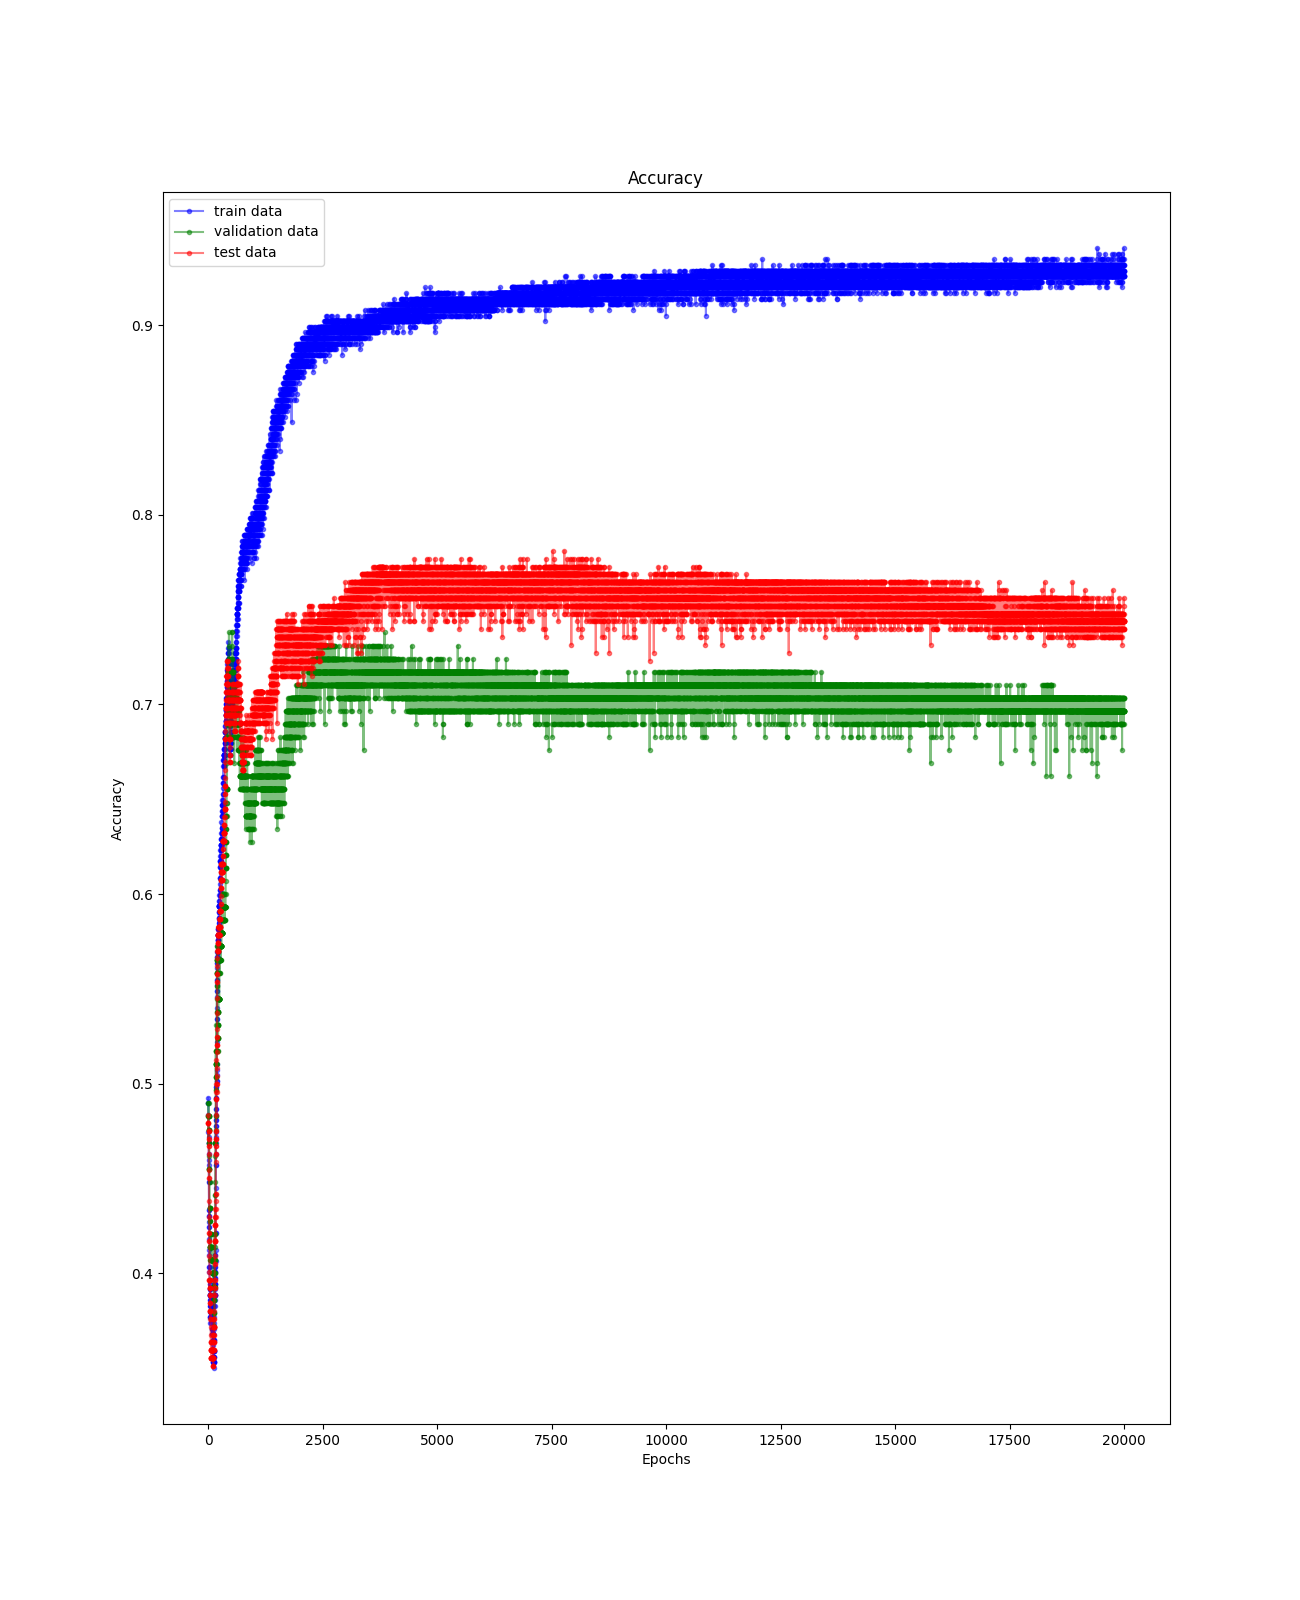 Accuracy
train data
validation data
test data
0.9
0.8
0.7
0.6
0.5
0.4
Accuracy
0 2500 5000 7500 10000 12500 15000 17500 20000
Epochs